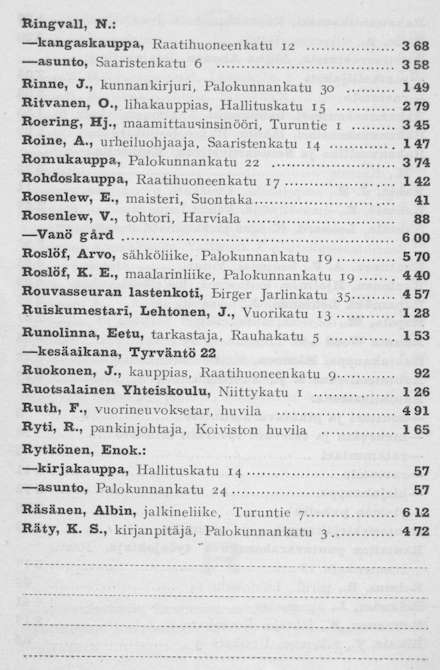 Ringvall, N.:
—kangaskauppa, Raatihuoneenkatu 12 ................ 3 68
—asunto, Saaristenkatu 6 ................ 3 58
Rinne, J., kunnankirjuri, Palokunnankatu 30 ........ 1 49
Ritvanen, O., lihakauppias, Hallituskatu 15 .......... 2 79
Roering, Hj., maamittausinsinööri, Turuntie 1 ........ 3 45
Roine, A., urheiluohjaaja, Saaristenkatu 14 ............ 1 47
Romukauppa, Palokunnankatu 22 .................... 3 74
Rohdoskauppa, Raatihuoneenkatu 17 .................. 1 42
Rosenlew, E., maisteri, Suontaka...................... 41
Rosenlew, V., tohtori, Harviala ...................... 88
—Vanö gård ........................................ 6 00
Roslöf, Arvo, sähköliike, Palokunnankatu 19 .......... 5 70
Roslöf, K. E., maalarinliike, Palokunnankatu 19 ...... 4 40
Rouvasseuran lastenkoti, Birger Jarlinkatu 35........ 4 57
Ruiskumestari, Lehtonen, J., Vuorikatu 13 .......... 1 28
Runolinna, Eetu, tarkastaja, Rauhakatu 5 ............ 1 53
—kesäaikana, Tyrväntö 22
Ruokonen, J., kauppias, Raatihuoneenkatu 9............ 92
Ruotsalainen Yhteiskoulu, Niittykatu 1 .............. 1 26
Ruth, F., vuorineuvoksetar, huvila .................. 4 91
Ryti, R., pankinjohtaja, Koiviston huvila ............ 1 65
Rytkönen, Enok.:
—kirjakauppa, Hallituskatu 14 ........................ 57
—asunto, Palokunnankatu 24 .......................... 57
Räsänen, Albin, jalkineliike, Turuntie 7.............. 6 12
Räty, K. S., kirjanpitäjä, Palokunnankatu 3............ 4 72